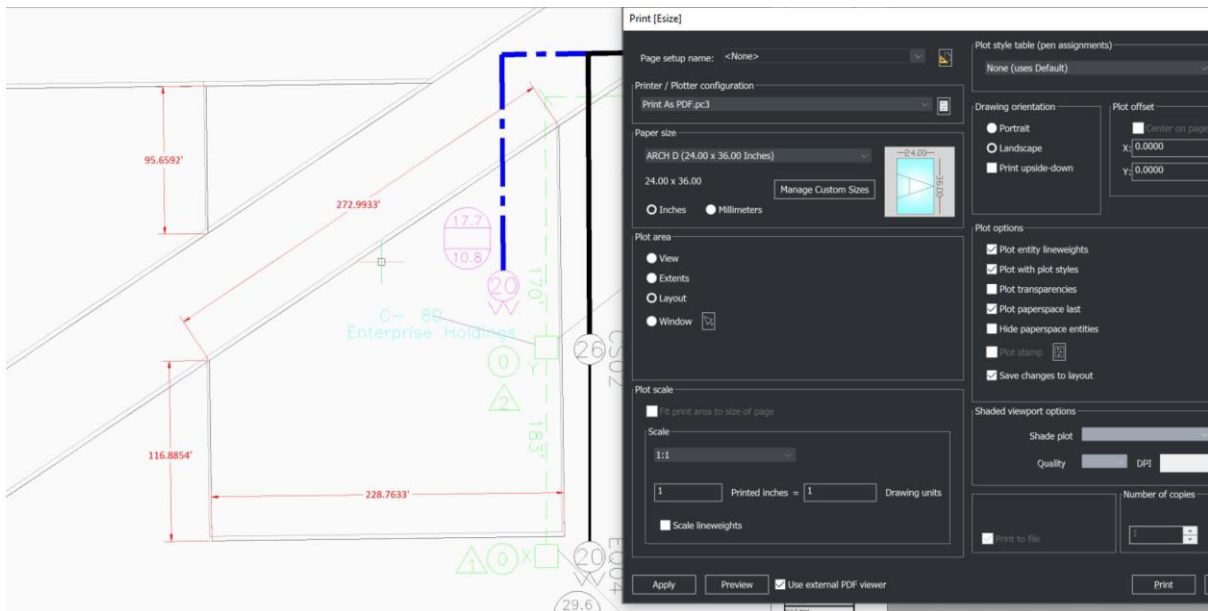 95.6592'
272.9933'
17.7
10.8
20
170'
C- 80
Enterprise Holdings
0
Y
2
26
CS02
183'
116.8854'
228.7633'
1
0
X
20
EQ04
29.6
Print [Esize]
Page setup name:
<None>
Printer / Plotter configuration
Print As PDF.pc3
Paper size
ARCH D (24.00 x 36.00 Inches)
24.00 x 36.00
Manage Custom Sizes
Inches
Millimeters
24.00
36.00
Plot area
View
Extents
Layout
Window
Plot scale
Fit print area to size of page
Scale
1:1
1
Printed inches =
1
Drawing units
Scale lineweights
Apply
Preview
Use external PDF viewer
Plot style table (pen assignments)
None (uses Default)
Drawing orientation
Portrait
Landscape
Print upside-down
Plot offset
Center on page
X: 0.0000
Y: 0.0000
Plot options
Plot entity lineweights
Plot with plot styles
Plot transparencies
Plot paperspace last
Hide paperspace entities
Plot stamp
Save changes to layout
Shaded viewport options
Shade plot
Quality
DPI
Number of copies
Print to file
1
Print